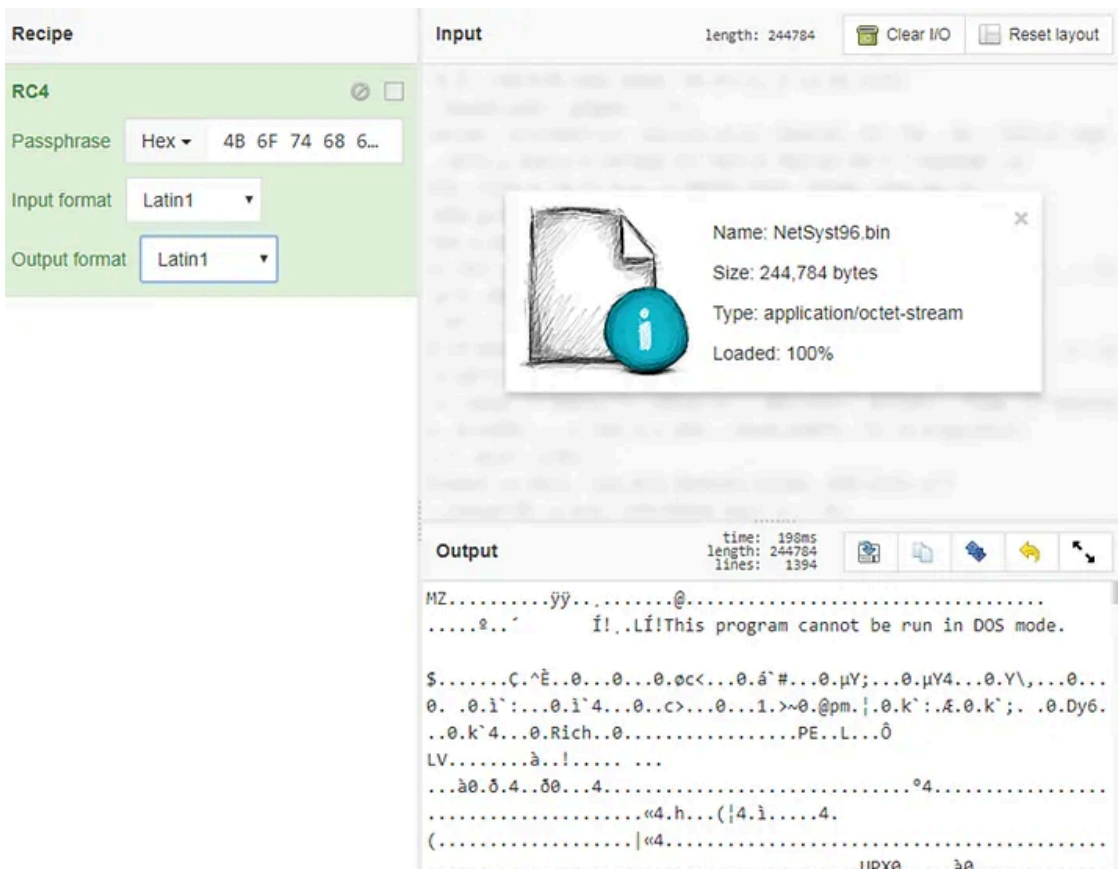 Recipe
RC4
Passphrase Hex 4B 6F 74 68 6...
Input format Latin1
Output format Latin1
Input length: 244784 Clear I/O Reset layout
Name: NetSyst96.bin
Size: 244,784 bytes
Type: application/octet-stream
Loaded: 100%
Output
time: 198ms
length: 244784
lines: 1394
MZ..........ÿÿ..¸.......@...................................
.....º..´ Í!¸.LÍ!This program cannot be run in DOS mode.
$.......Ç.^È..0...0...0.øc<...0.á`#...0.µY;...0.µY4...0.Y\,...0...
0. .0.ì`:...0.ì`4...0..c>...0...1.>~0.@pm.¦.0.k`:.Æ.0.k`;. .0.Dy6.
..0.k`4...0.Rich..0.................PE..L...Ô
LV........à..!..... ...
...à0.ð.4..ð0...4..............................°4.................
.....................«4.h...(¦4.ì.....4.
(...................|«4...........................................
UPX0.....à0